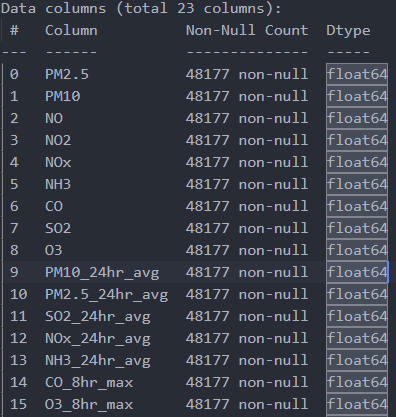 Data columns (total 23 columns):
 #   Column         Non-Null Count  Dtype
---  ------         --------------  -----
 0   PM2.5          48177 non-null  float64
 1   PM10           48177 non-null  float64
 2   NO             48177 non-null  float64
 3   NO2            48177 non-null  float64
 4   NOx            48177 non-null  float64
 5   NH3            48177 non-null  float64
 6   CO             48177 non-null  float64
 7   SO2            48177 non-null  float64
 8   O3             48177 non-null  float64
 9   PM10_24hr_avg  48177 non-null  float64
 10  PM2.5_24hr_avg  48177 non-null  float64
 11  SO2_24hr_avg   48177 non-null  float64
 12  NOx_24hr_avg   48177 non-null  float64
 13  NH3_24hr_avg   48177 non-null  float64
 14  CO_8hr_max     48177 non-null  float64
 15  O3_8hr_max     48177 non-null  float64